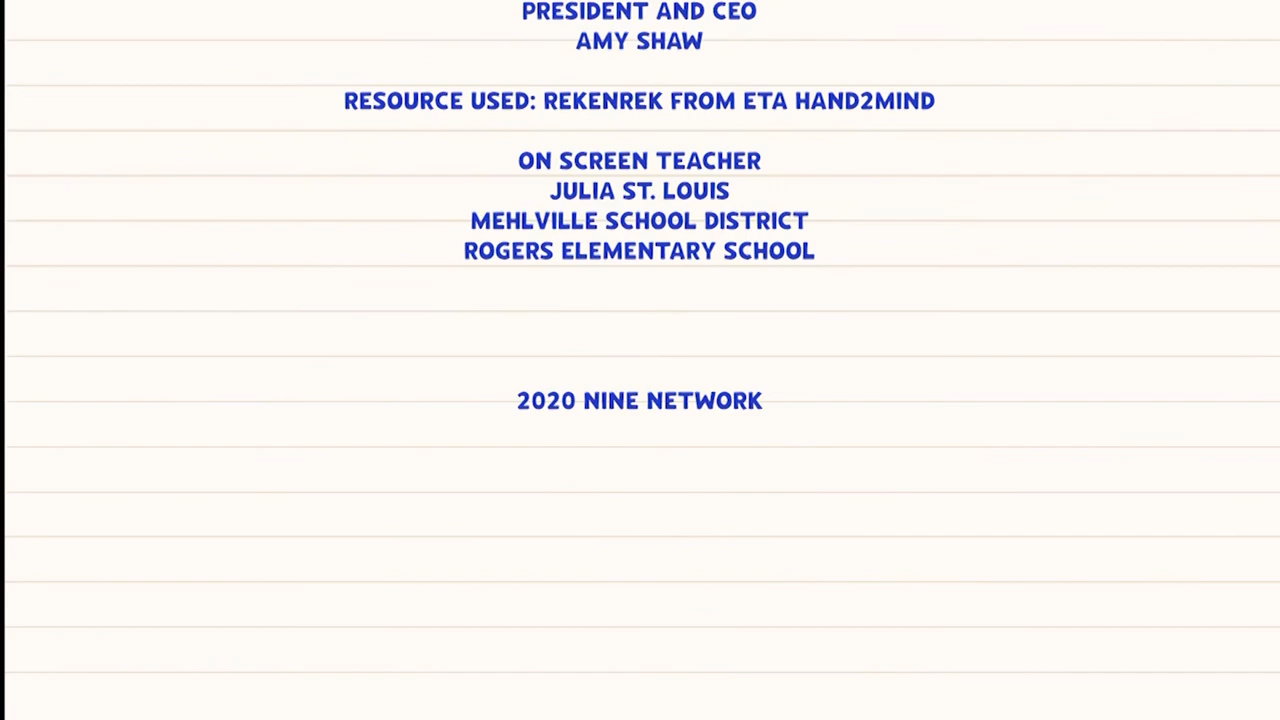 PRESIDENT AND CEO
AMY SHAW
RESOURCE USED: REKENREK FROM ETA HAND2MIND
ON SCREEN TEACHER
JULIA ST. LOUIS
MEHLVILLE SCHOOL DISTRICT
ROGERS ELEMENTARY SCHOOL
2020 NINE NETWORK